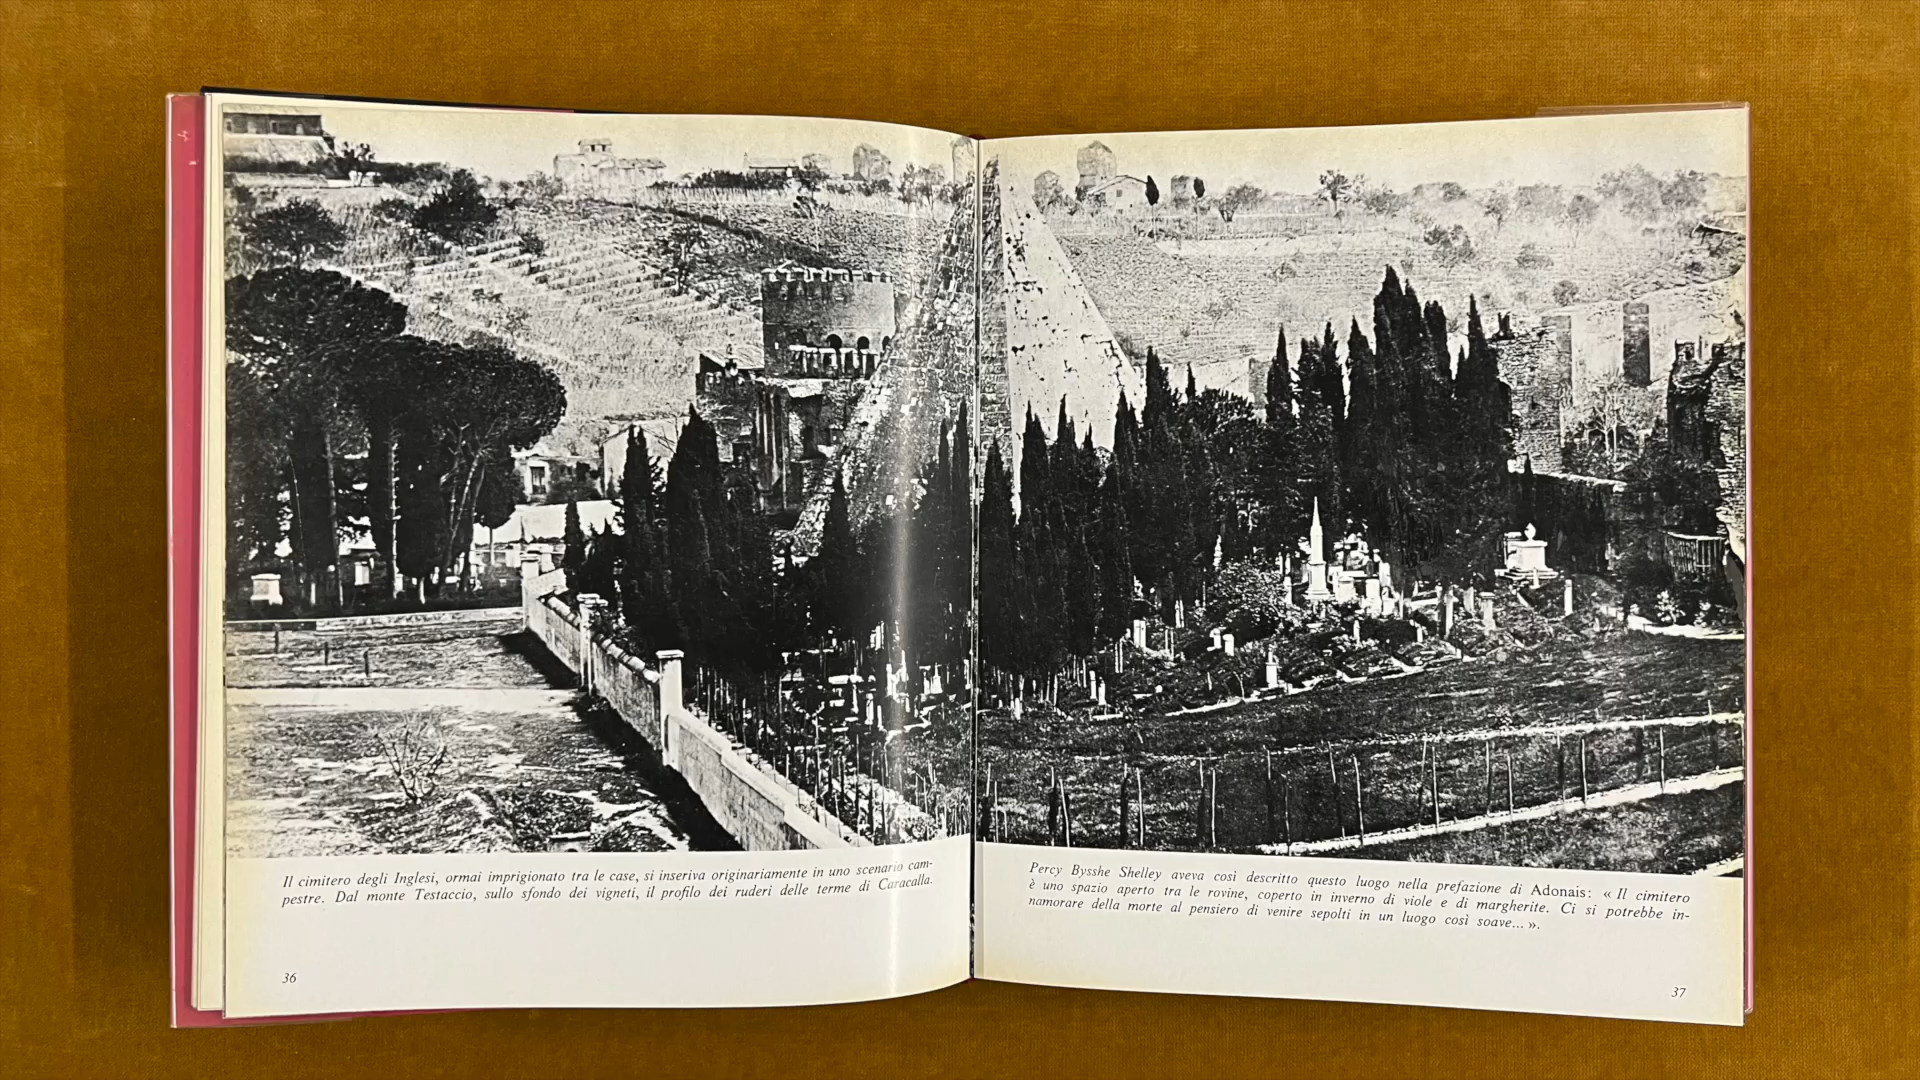 Il cimitero degli Inglesi, ormai imprigionato tra le case, si inseriva originariamente in uno scenario cam-
pestre. Dal monte Testaccio, sullo sfondo dei vigneti, il profilo dei ruderi delle terme di Caracalla.
36
Percy Bysshe Shelley aveva così descritto questo luogo nella prefazione di Adonais: « Il cimitero
è uno spazio aperto tra le rovine, coperto in inverno di viole e di margherite. Ci si potrebbe in-
namorare della morte al pensiero di venire sepolti in un luogo così soave... ».
37